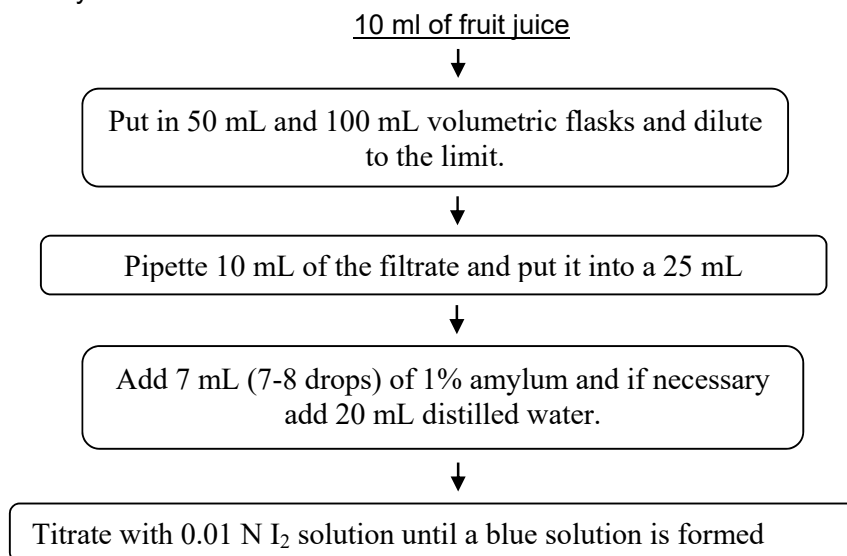 10 ml of fruit juice
Put in 50 mL and 100 mL volumetric flasks and dilute
to the limit.
Pipette 10 mL of the filtrate and put it into a 25 mL
Add 7 mL (7-8 drops) of 1% amylum and if necessary
add 20 mL distilled water.
Titrate with 0.01 N I₂ solution until a blue solution is formed